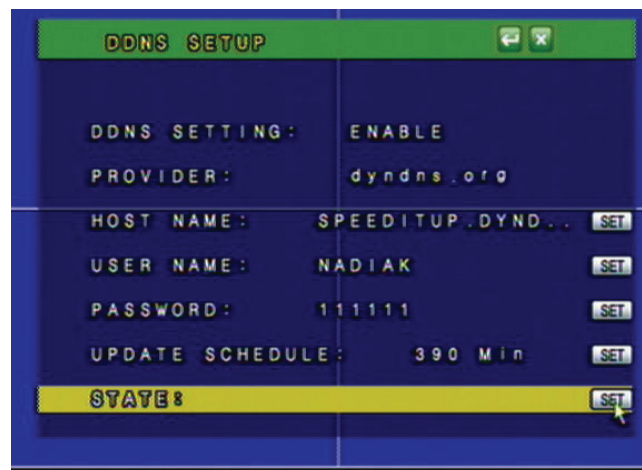 DDNS SETUP
DDNS SETTING: ENABLE
PROVIDER: dyndns.org
HOST NAME: SPEEDITUP.DYND.. SET
USER NAME: NADIAK SET
PASSWORD: 111111 SET
UPDATE SCHEDULE: 390 Min SET
STATE: SET